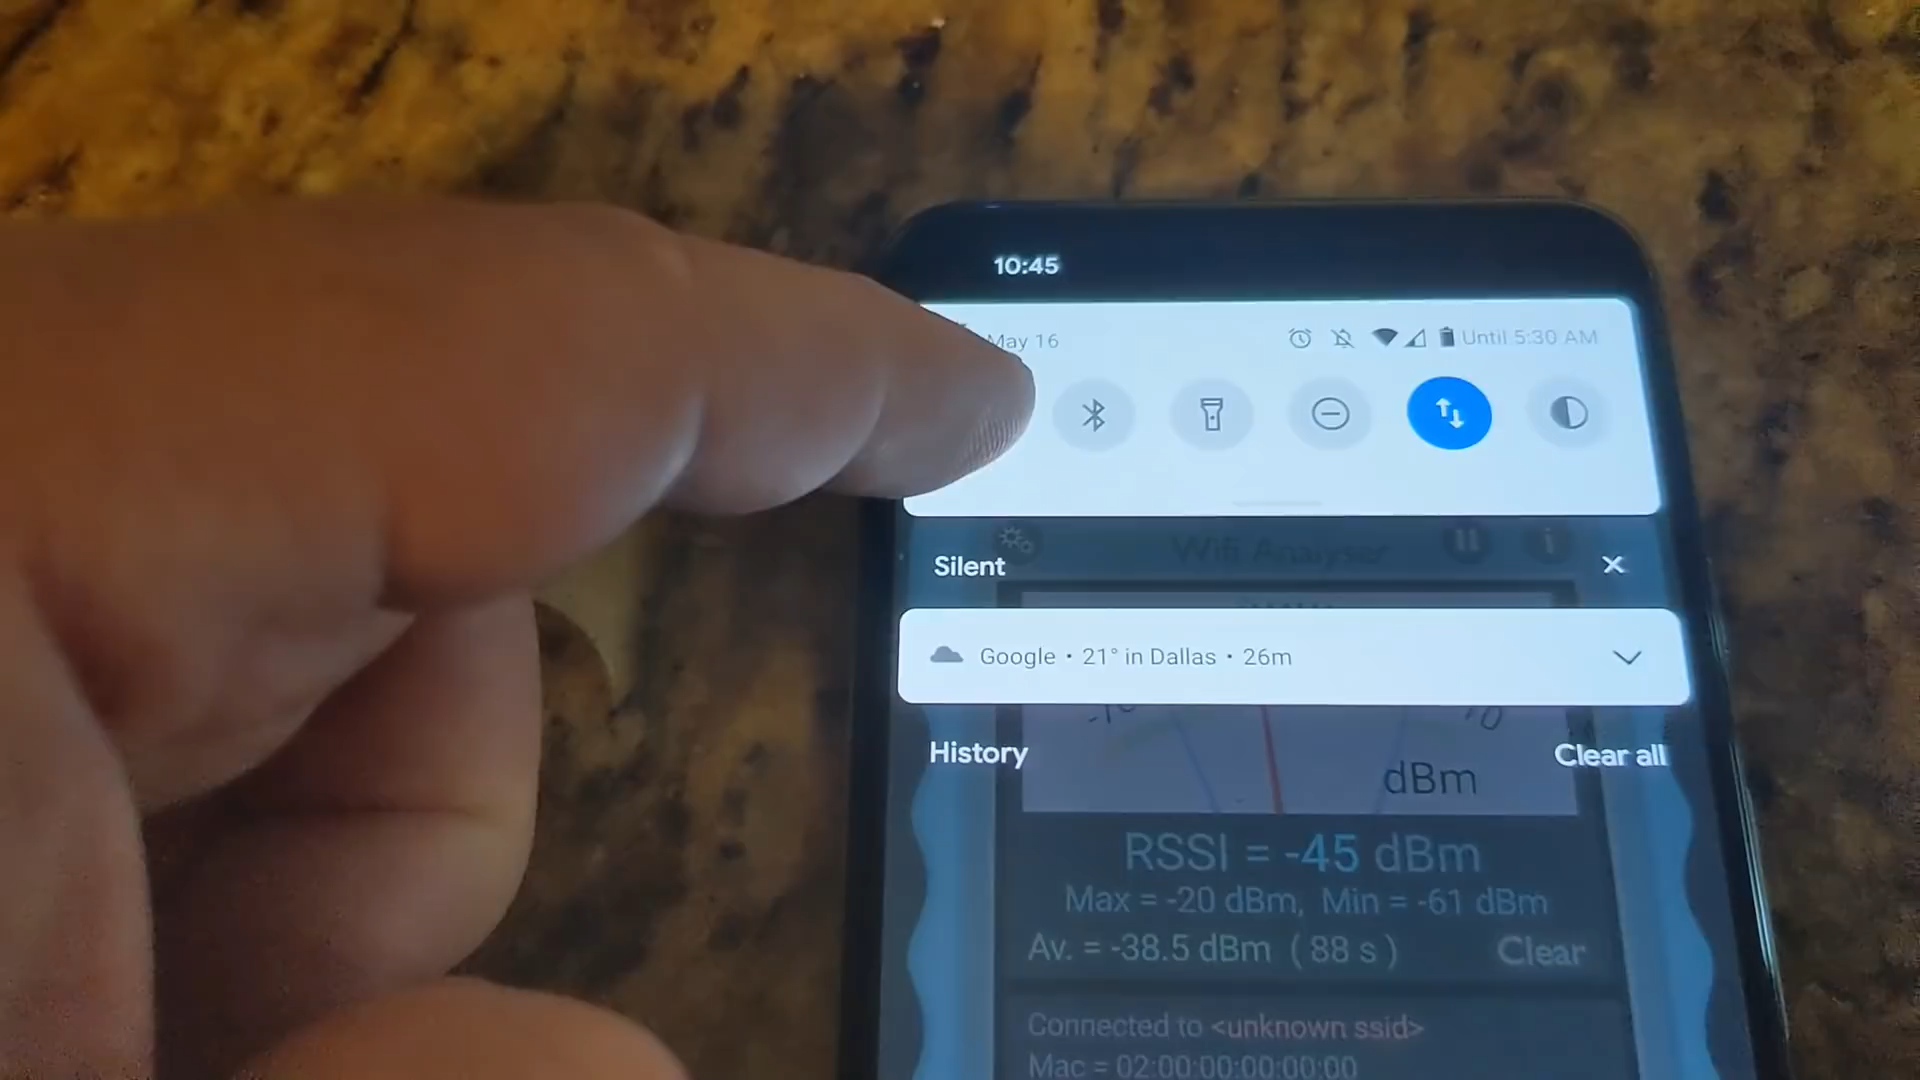 10:45
May 16
Until 5:30 AM
Wifi Analyser
Silent
Google • 21° in Dallas • 26m
History
Clear all
dBm
RSSI = -45 dBm
Max = -20 dBm, Min = -61 dBm
Av. = -38.5 dBm ( 88 s )
Clear
Connected to <unknown ssid>
Mac = 02:00:00:00:00:00